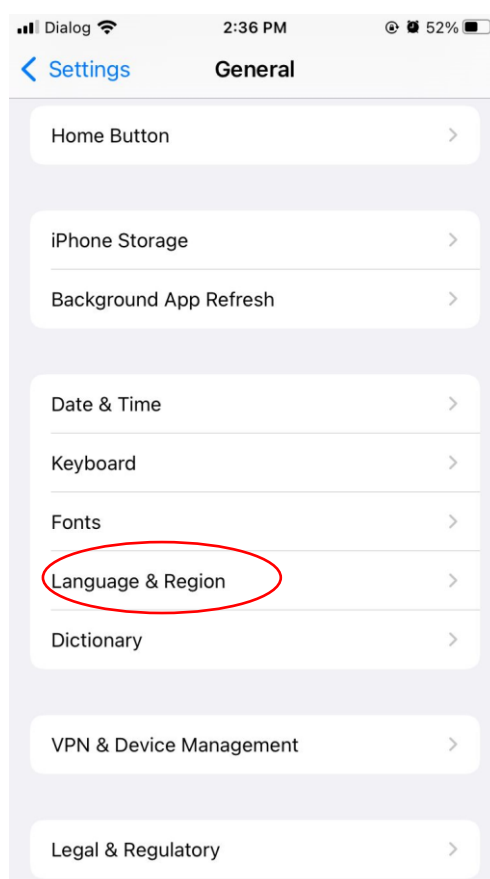 Dialog 2:36 PM 52%
Settings General
Home Button
iPhone Storage
Background App Refresh
Date & Time
Keyboard
Fonts
Language & Region
Dictionary
VPN & Device Management
Legal & Regulatory